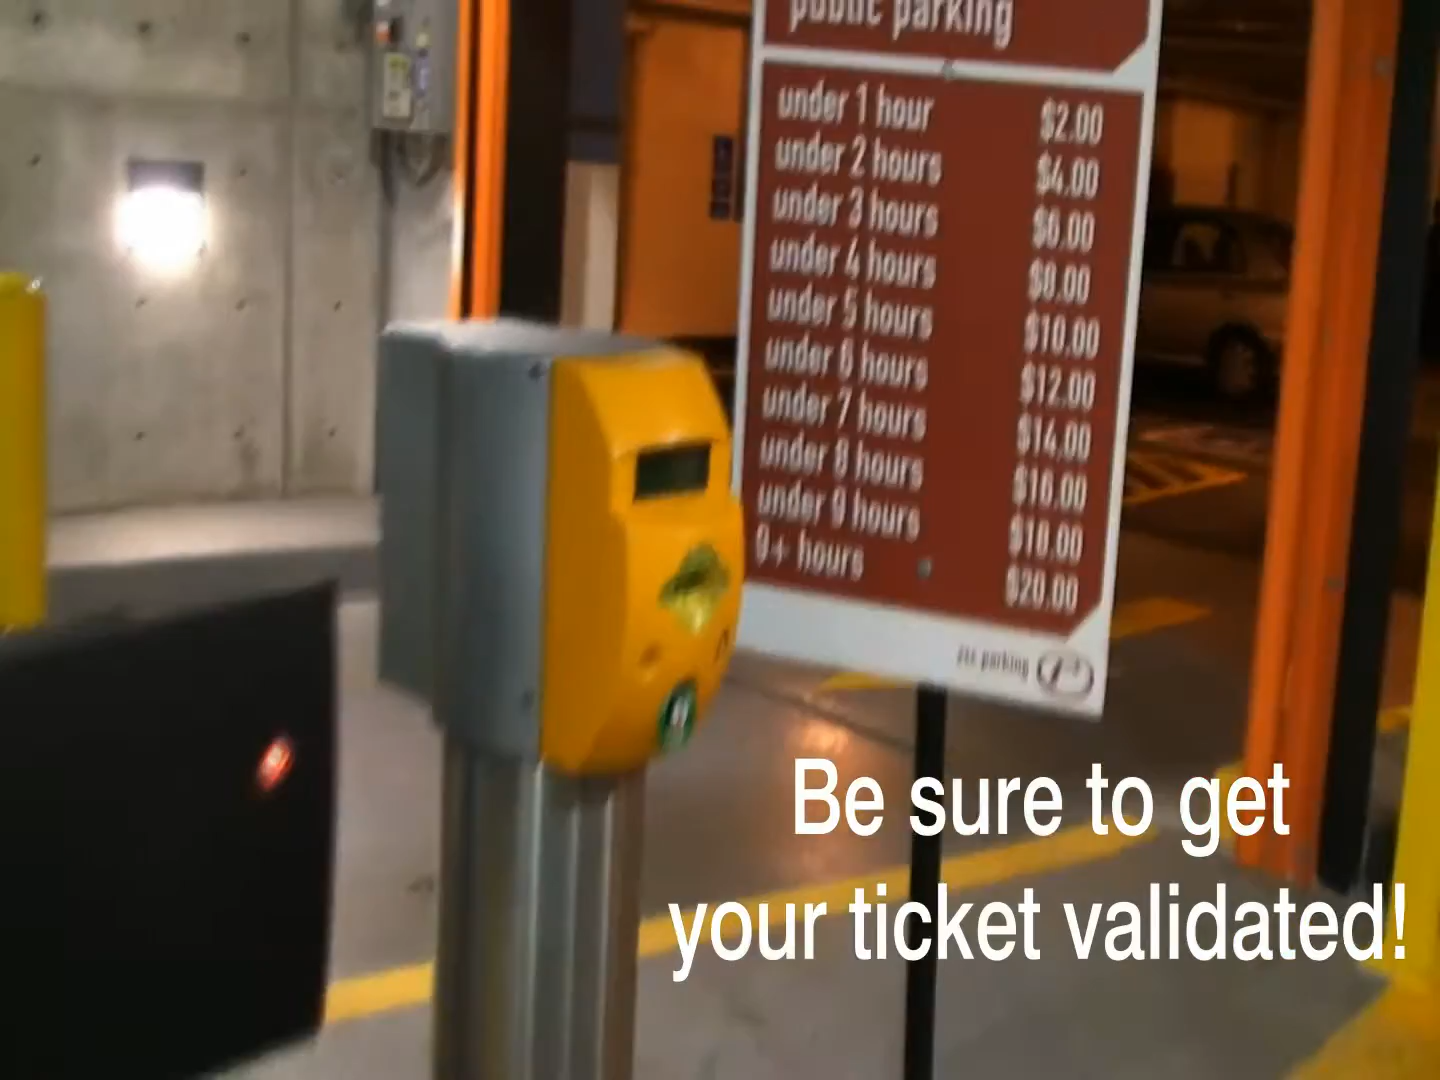 public parking
under 1 hour $2.00
under 2 hours $4.00
under 3 hours $6.00
under 4 hours $8.00
under 5 hours $10.00
under 6 hours $12.00
under 7 hours $14.00
under 8 hours $16.00
under 9 hours $18.00
9+ hours $20.00
parking
Be sure to get
your ticket validated!